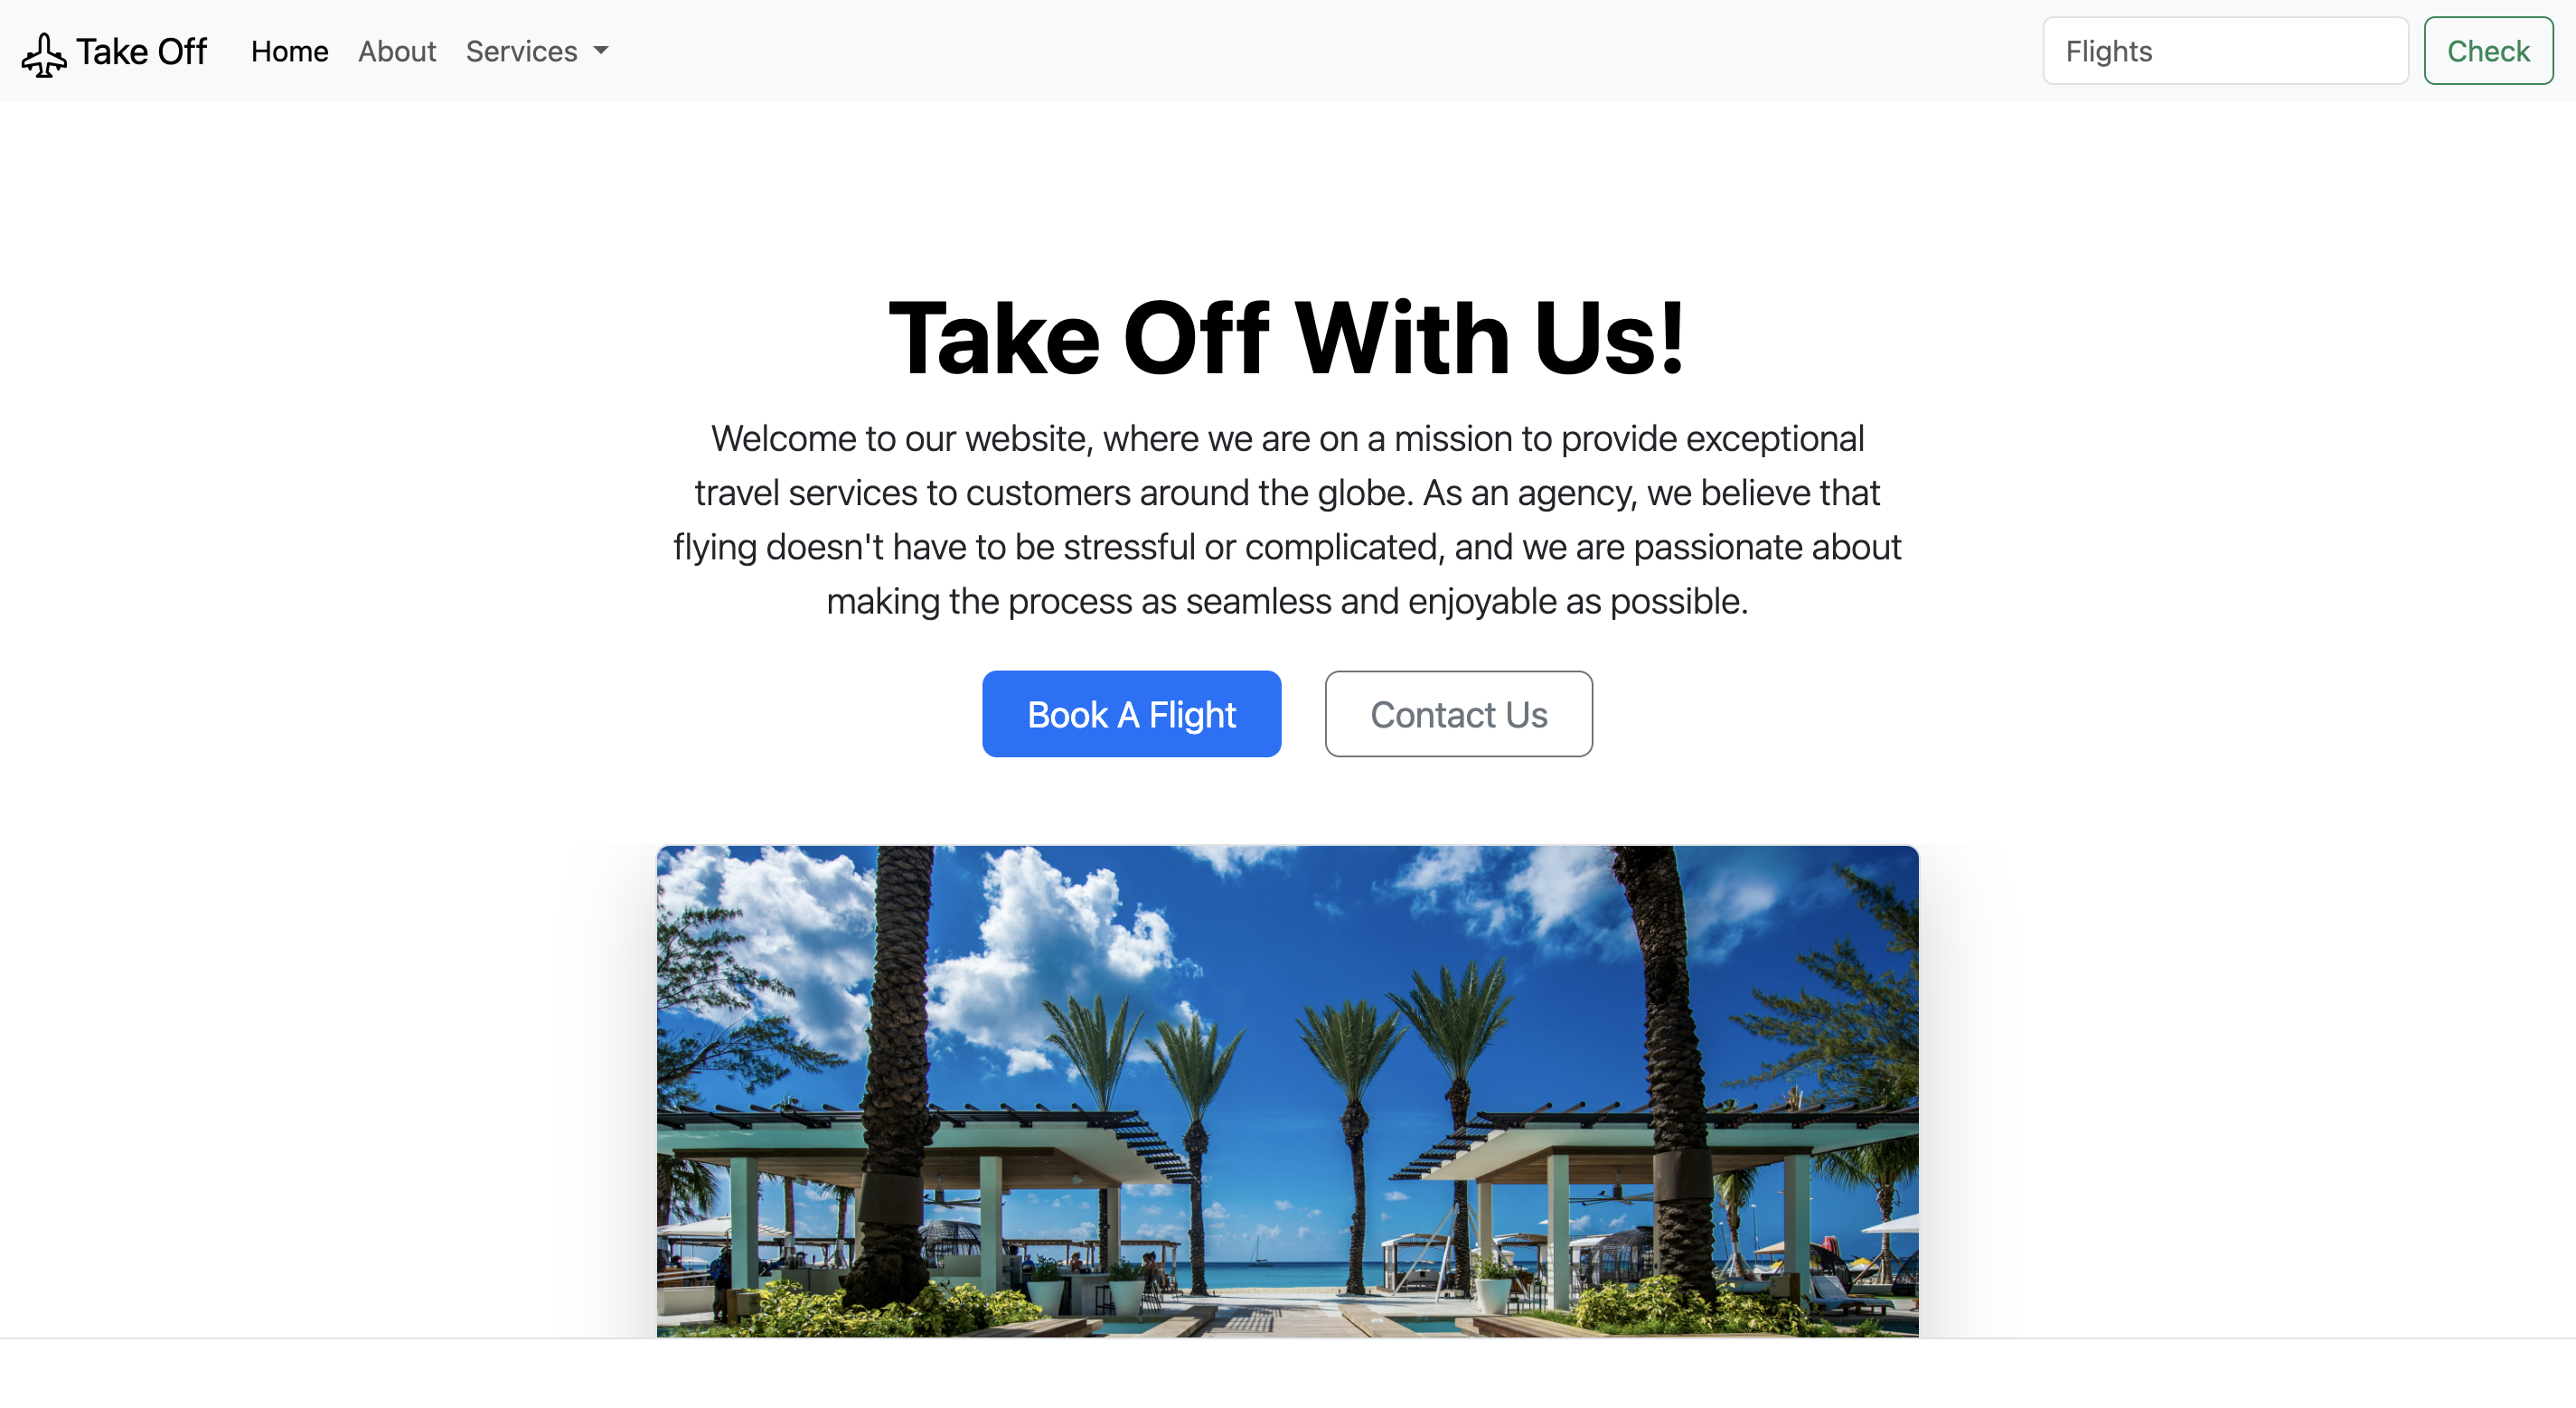 Take Off
Home
About
Services
Flights
Check
Take Off With Us!
Welcome to our website, where we are on a mission to provide exceptional
travel services to customers around the globe. As an agency, we believe that
flying doesn't have to be stressful or complicated, and we are passionate about
making the process as seamless and enjoyable as possible.
Book A Flight
Contact Us